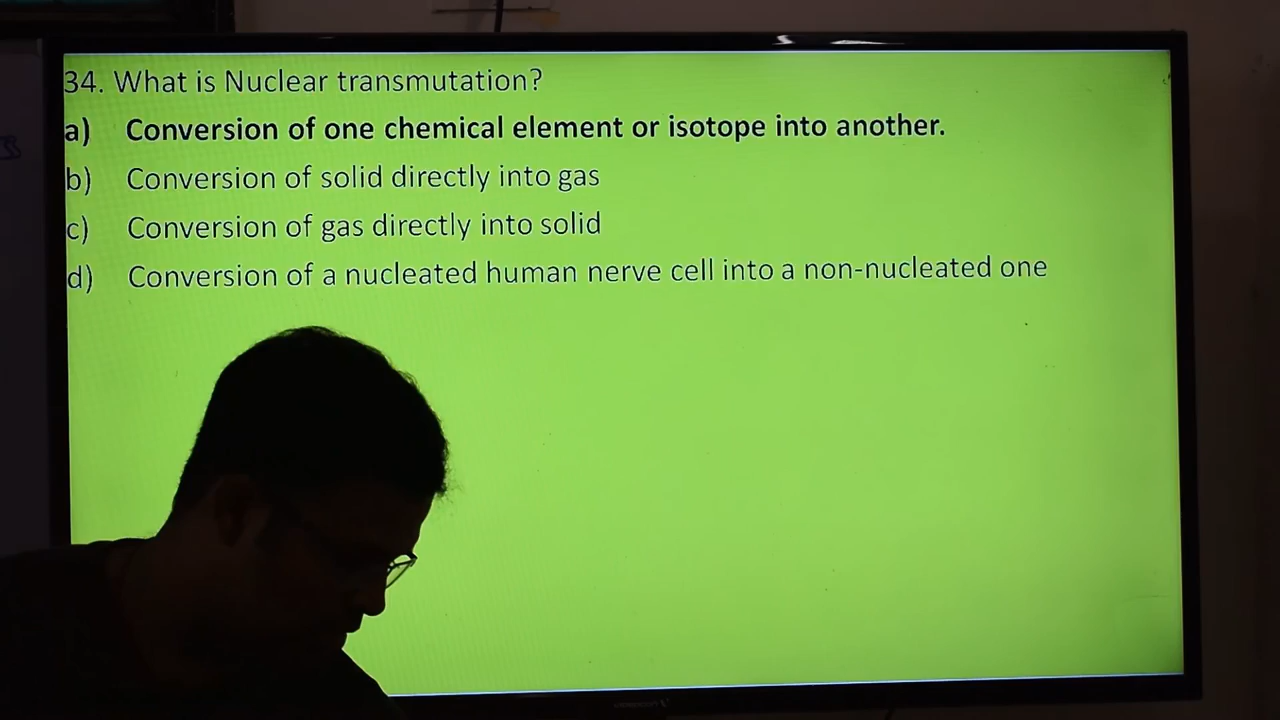 34. What is Nuclear transmutation?
a) Conversion of one chemical element or isotope into another.
b) Conversion of solid directly into gas
c) Conversion of gas directly into solid
d) Conversion of a nucleated human nerve cell into a non-nucleated one